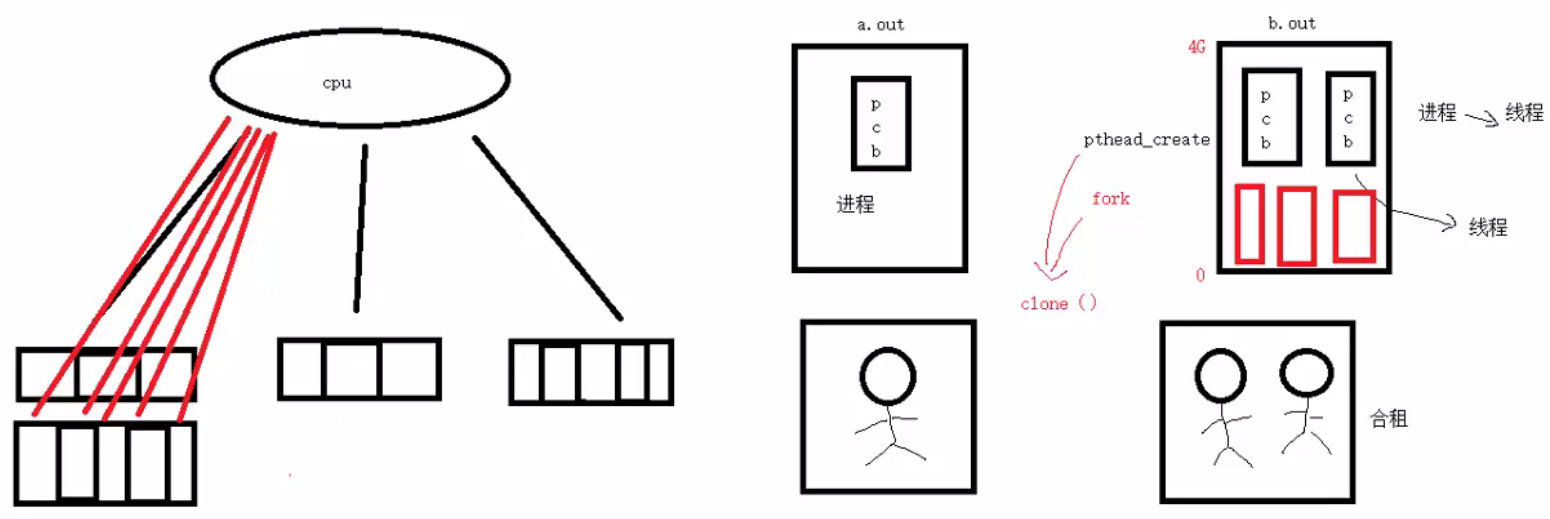 cpu
a.out
p
c
b
进程
pthead_create
fork
clone()
b.out
4G
p
c
b
p
c
b
0
进程
线程
线程
合租